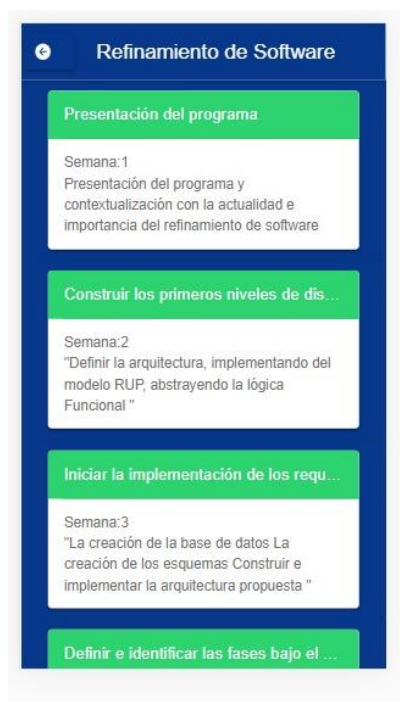 Refinamiento de Software
Presentación del programa
Semana:1
Presentación del programa y
contextualización con la actualidad e
importancia del refinamiento de software
Construir los primeros niveles de dis...
Semana:2
"Definir la arquitectura, implementando del
modelo RUP, abstrayendo la lógica
Funcional "
Iniciar la implementación de los requ...
Semana:3
"La creación de la base de datos La
creación de los esquemas Construir e
implementar la arquitectura propuesta "
Definir e identificar las fases bajo el ...